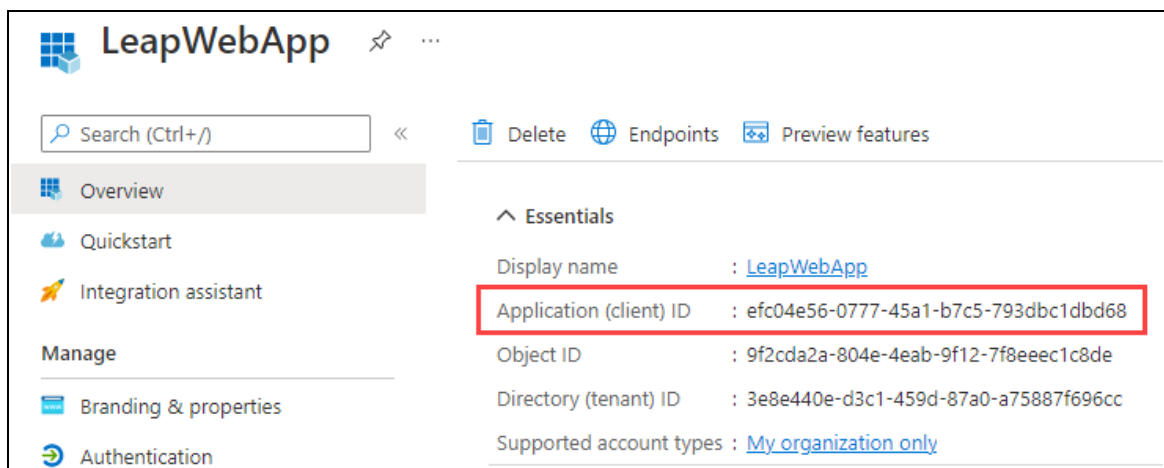 LeapWebApp
Search (Ctrl+/)
Overview
Quickstart
Integration assistant
Manage
Branding & properties
Authentication
Delete Endpoints Preview features
Essentials
Display name : LeapWebApp
Application (client) ID : efc04e56-0777-45a1-b7c5-793dbc1dbd68
Object ID : 9f2cda2a-804e-4eab-9f12-7f8eeec1c8de
Directory (tenant) ID : 3e8e440e-d3c1-459d-87a0-a75887f696cc
Supported account types : My organization only